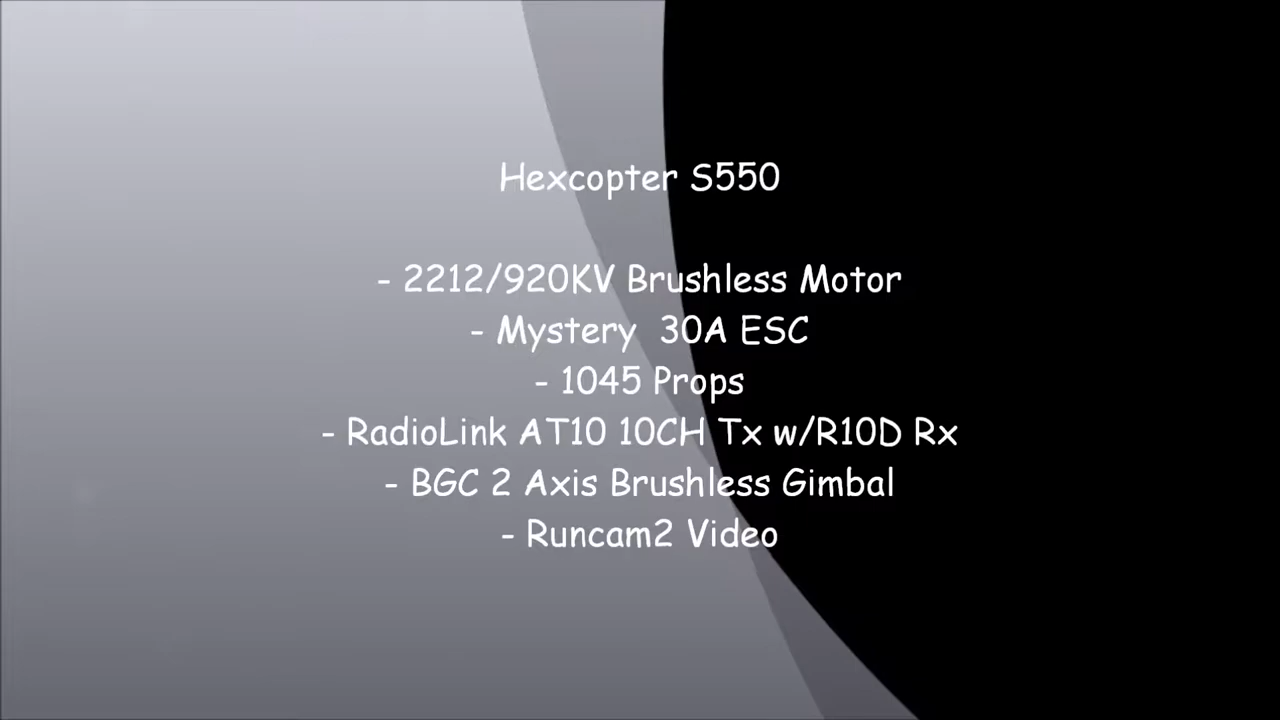 Hexcopter S550
- 2212/920KV Brushless Motor
- Mystery  30A ESC
- 1045 Props
- RadioLink AT10 10CH Tx w/R10D Rx
- BGC 2 Axis Brushless Gimbal
- Runcam2 Video